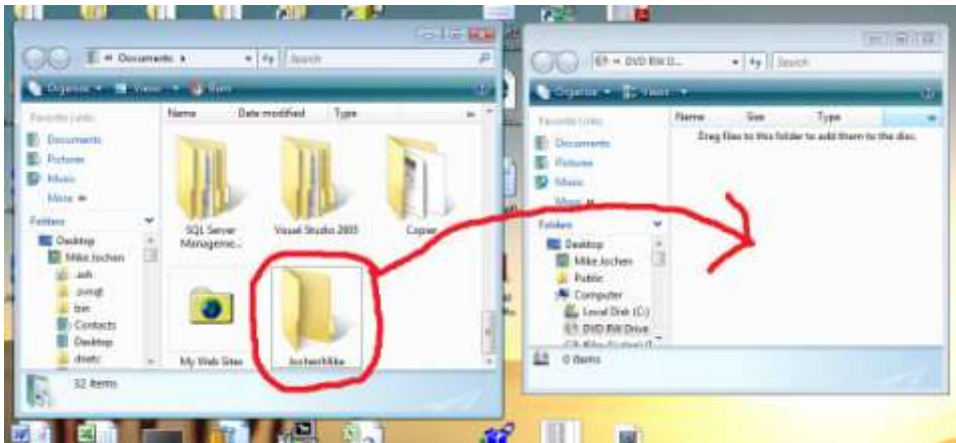 Documents
Search
Organize
Views
Burn
Name Date modified Type
Favorite Links
Documents
Pictures
Music
More
Folders
Desktop
Mike Jochen
.ssh
bin
Contacts
Desktop
SQL Server
Manageme...
Visual Studio 2005
Copier
My Web Sites
JochenMike
32 items
DVD RW D...
Search
Organize
Views
Name Size Type
Drag files to this folder to add them to the disc.
Favorite Links
Documents
Pictures
Music
More
Folders
Desktop
Mike Jochen
Public
Computer
Local Disk (C:)
DVD RW Drive
0 items